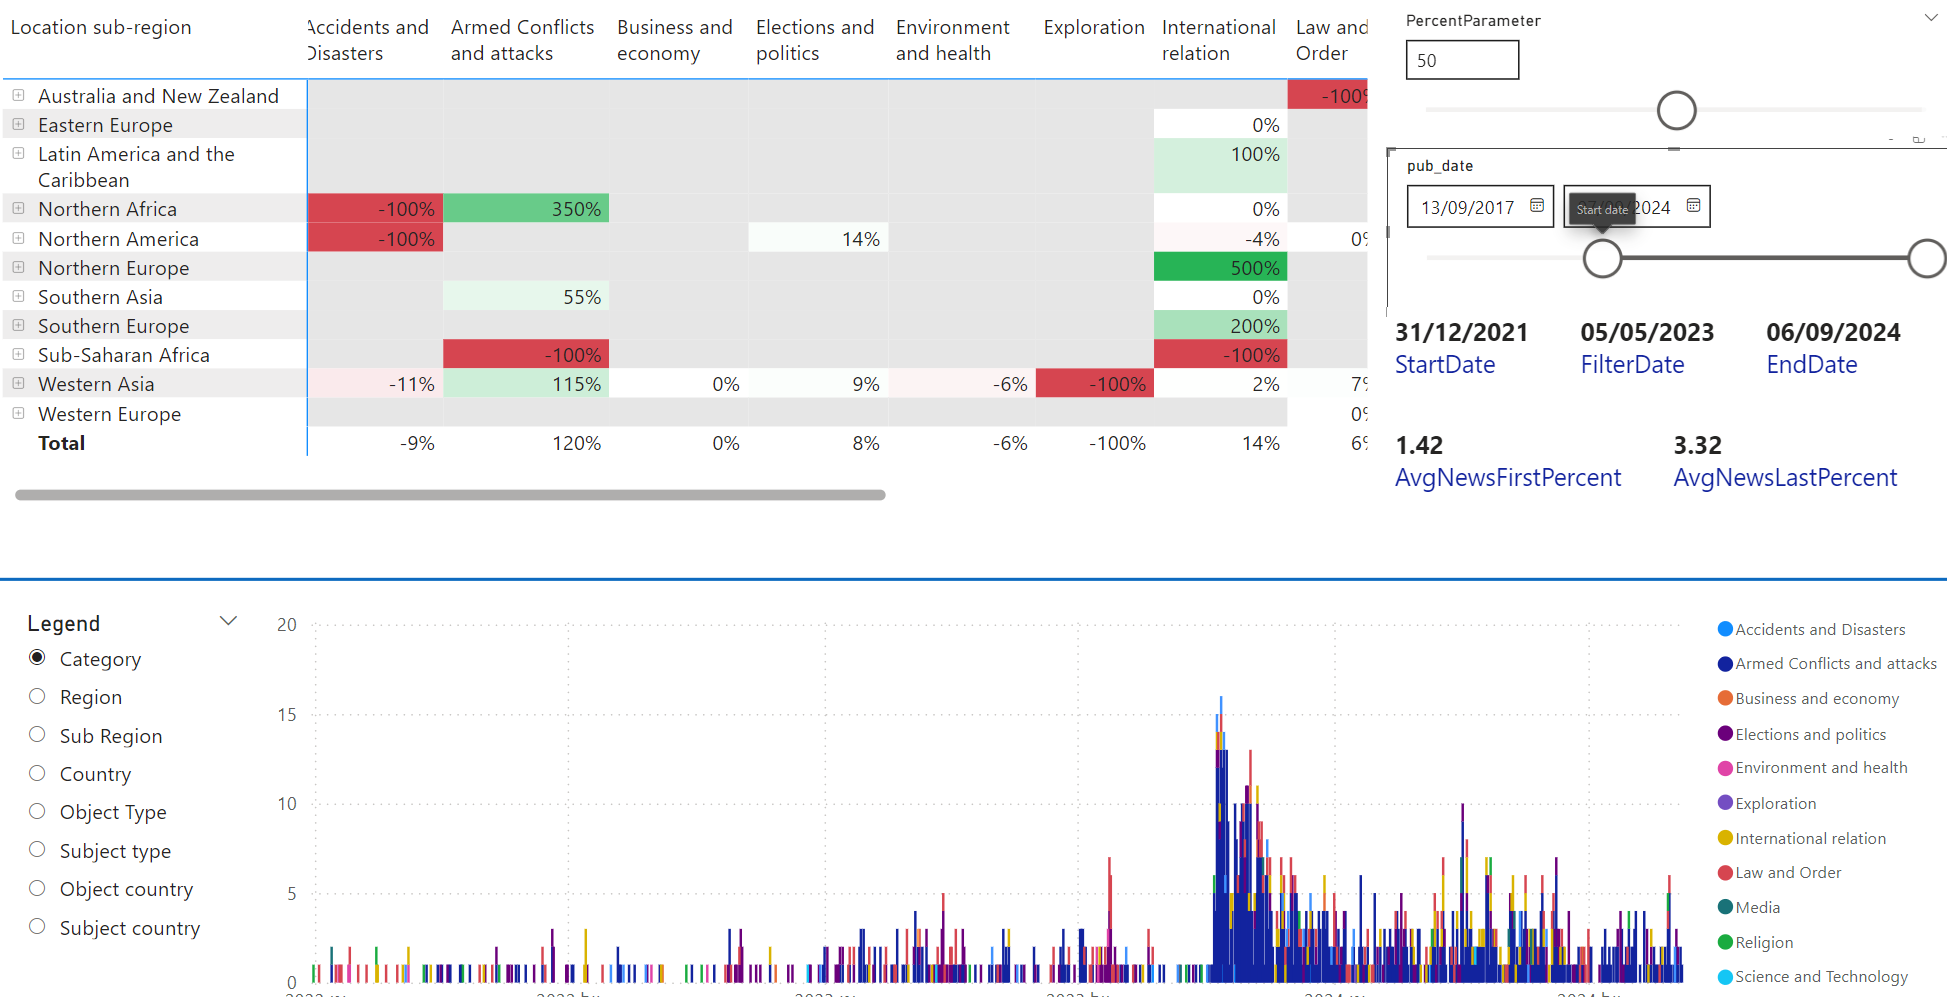 Location sub-region
Accidents and Disasters
Armed Conflicts and attacks
Business and economy
Elections and politics
Environment and health
Exploration
International relation
Law and Order
Australia and New Zealand -100%
Eastern Europe 0%
Latin America and the Caribbean 100%
Northern Africa -100% 350% 0%
Northern America -100% 14% -4% 0%
Northern Europe 500%
Southern Asia 55% 0%
Southern Europe 200%
Sub-Saharan Africa -100% -100%
Western Asia -11% 115% 0% 9% -6% -100% 2% 7%
Western Europe 0%
Total -9% 120% 0% 8% -6% -100% 14% 6%
PercentParameter
50
pub_date
13/09/2017
2024
Start date
31/12/2021
StartDate
05/05/2023
FilterDate
06/09/2024
EndDate
1.42
AvgNewsFirstPercent
3.32
AvgNewsLastPercent
Legend
Category
Region
Sub Region
Country
Object Type
Subject type
Object country
Subject country
20
15
10
5
0
Accidents and Disasters
Armed Conflicts and attacks
Business and economy
Elections and politics
Environment and health
Exploration
International relation
Law and Order
Media
Religion
Science and Technology